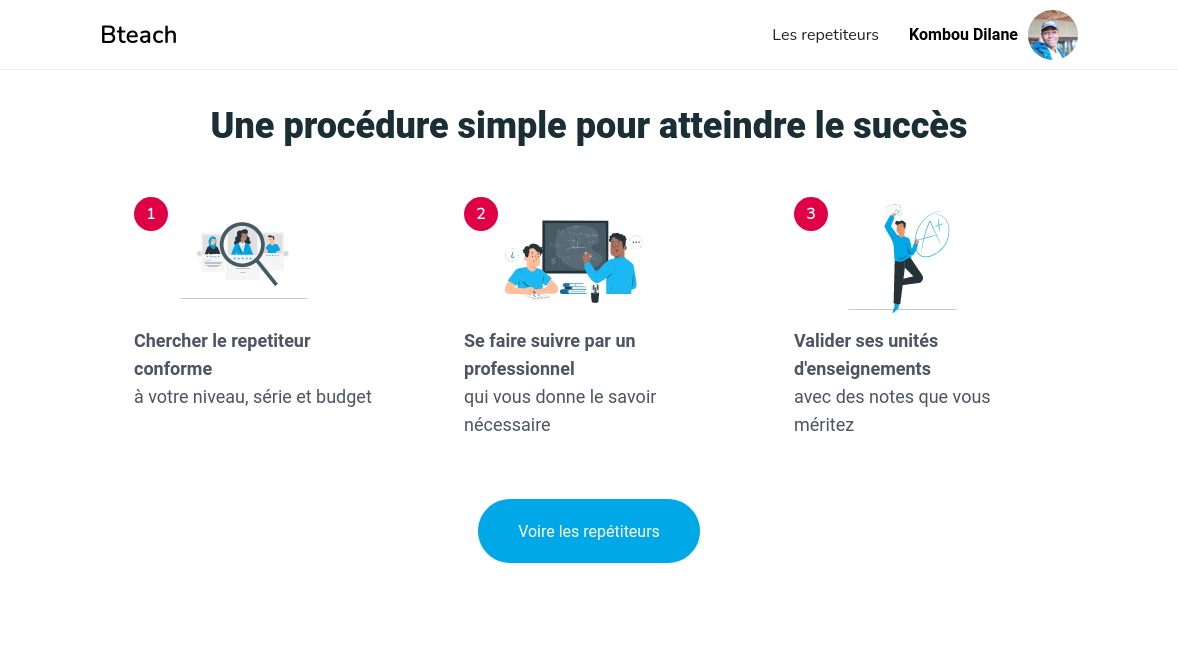 Bteach
Les repetiteurs
Kombou Dilane
Une procédure simple pour atteindre le succès
1
Chercher le repetiteur
conforme
à votre niveau, série et budget
2
Se faire suivre par un
professionnel
qui vous donne le savoir
nécessaire
3
A+
Valider ses unités
d'enseignements
avec des notes que vous
méritez
Voire les repétiteurs